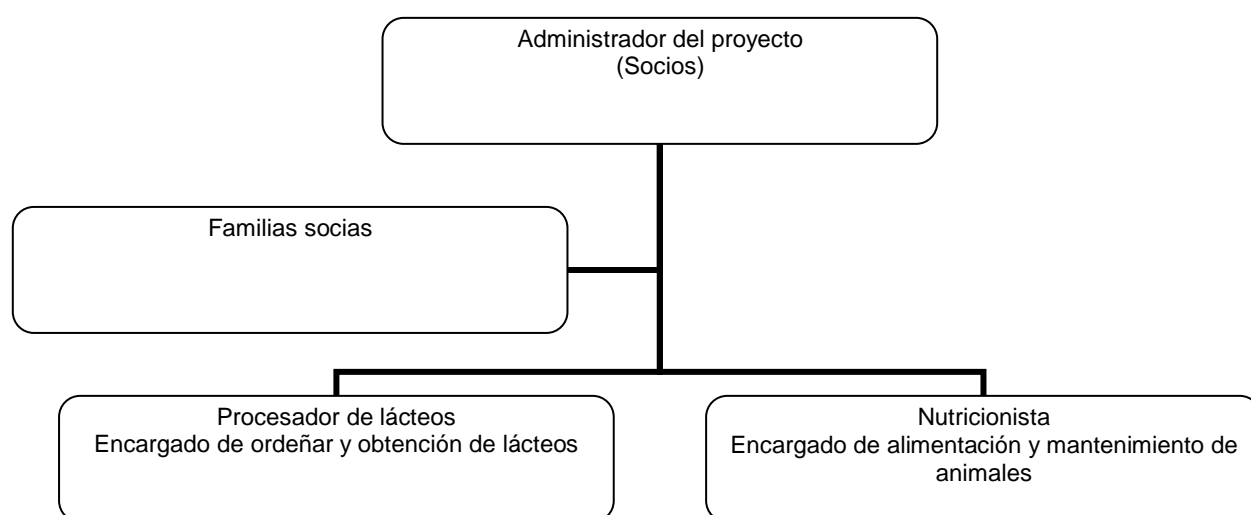 Administrador del proyecto
(Socios)
Familias socias
Procesador de lácteos
Encargado de ordeñar y obtención de lácteos
Nutricionista
Encargado de alimentación y mantenimiento de
animales